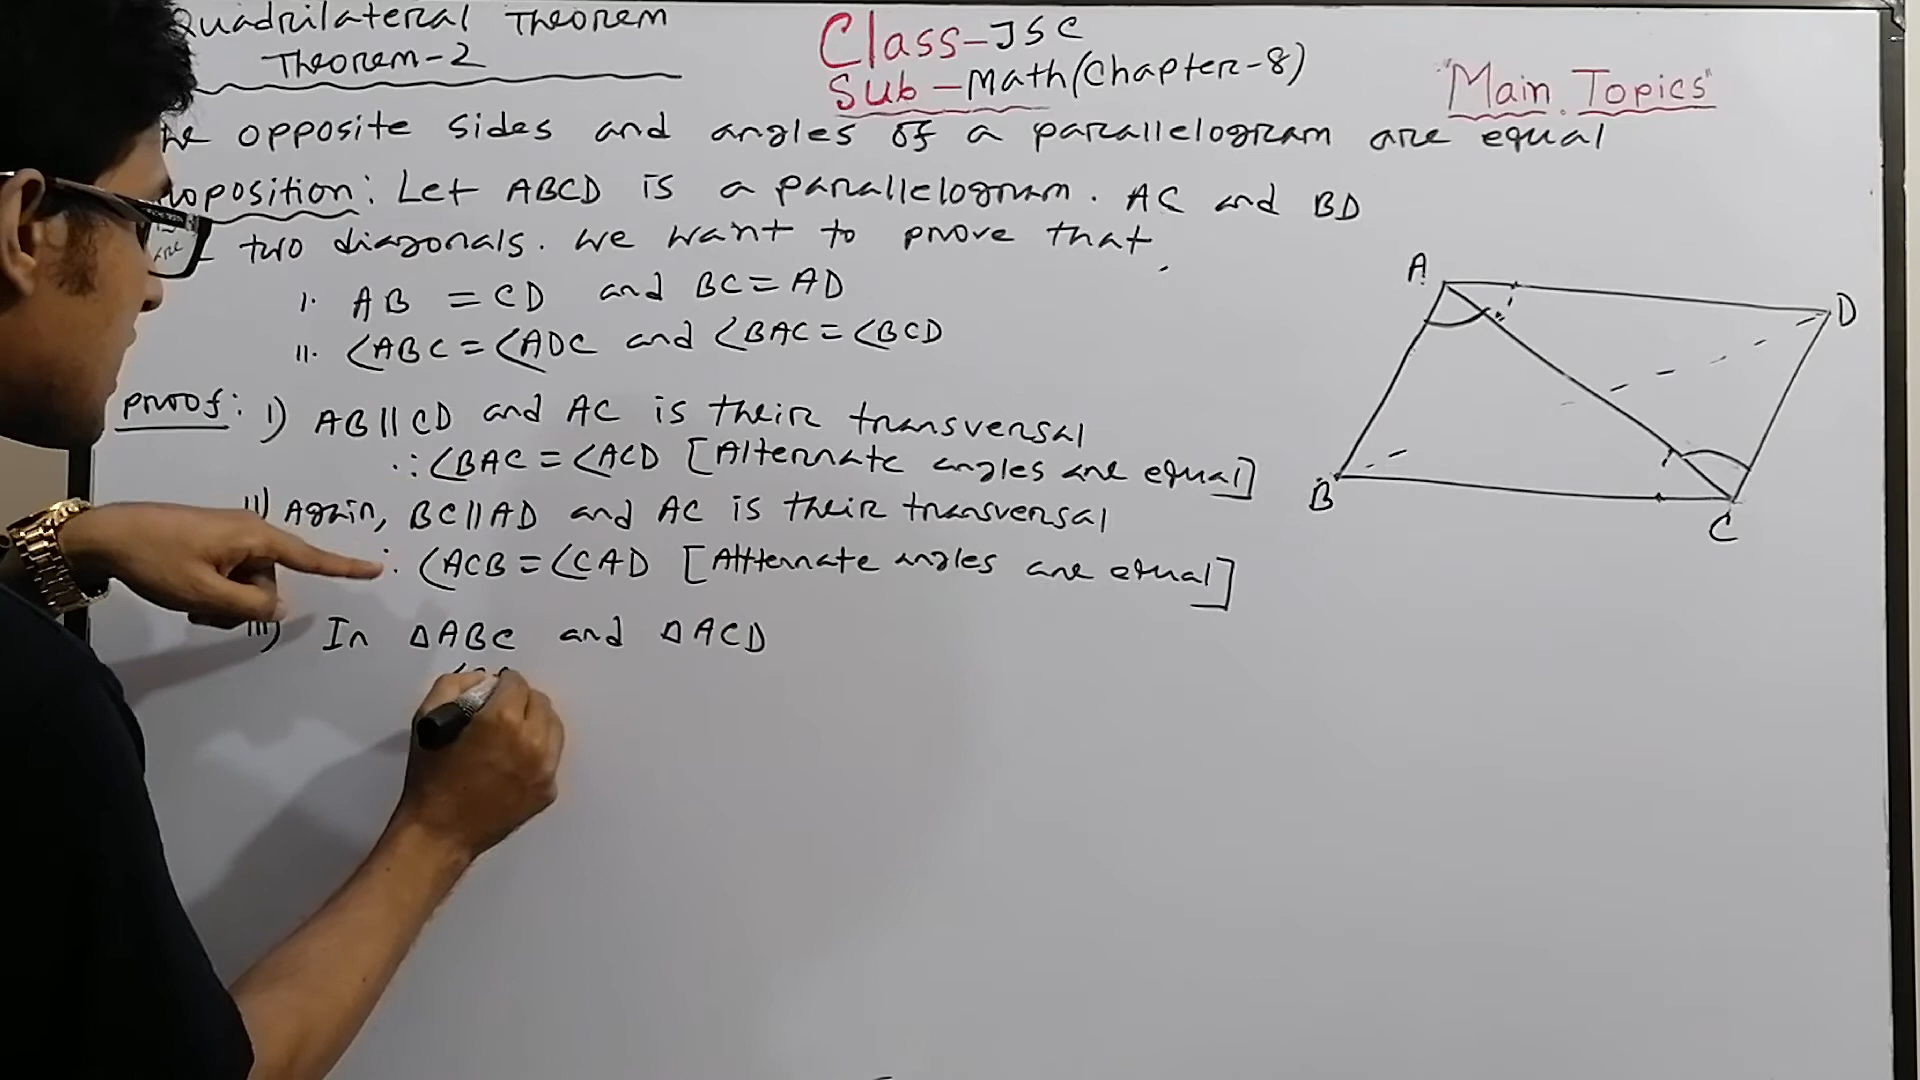 Quadrilateral Theorem
Theorem-2
Class-JSC
Sub-Math(Chapter-8)
"Main Topics"
The opposite sides and angles of a parallelogram are equal
Proposition: Let ABCD is a parallelogram. AC and BD
two diagonals. we want to prove that,
i. AB = CD and BC = AD
ii. ∠ABC = ∠ADC and ∠BAC = ∠BCD
Proof: i) AB || CD and AC is their transversal
∴ ∠BAC = ∠ACD [Alternate angles are equal]
ii) Again, BC || AD and AC is their transversal
∴ ∠ACB = ∠CAD [Alternate angles are equal]
iii) In ΔABC and ΔACD
A
D
B
C